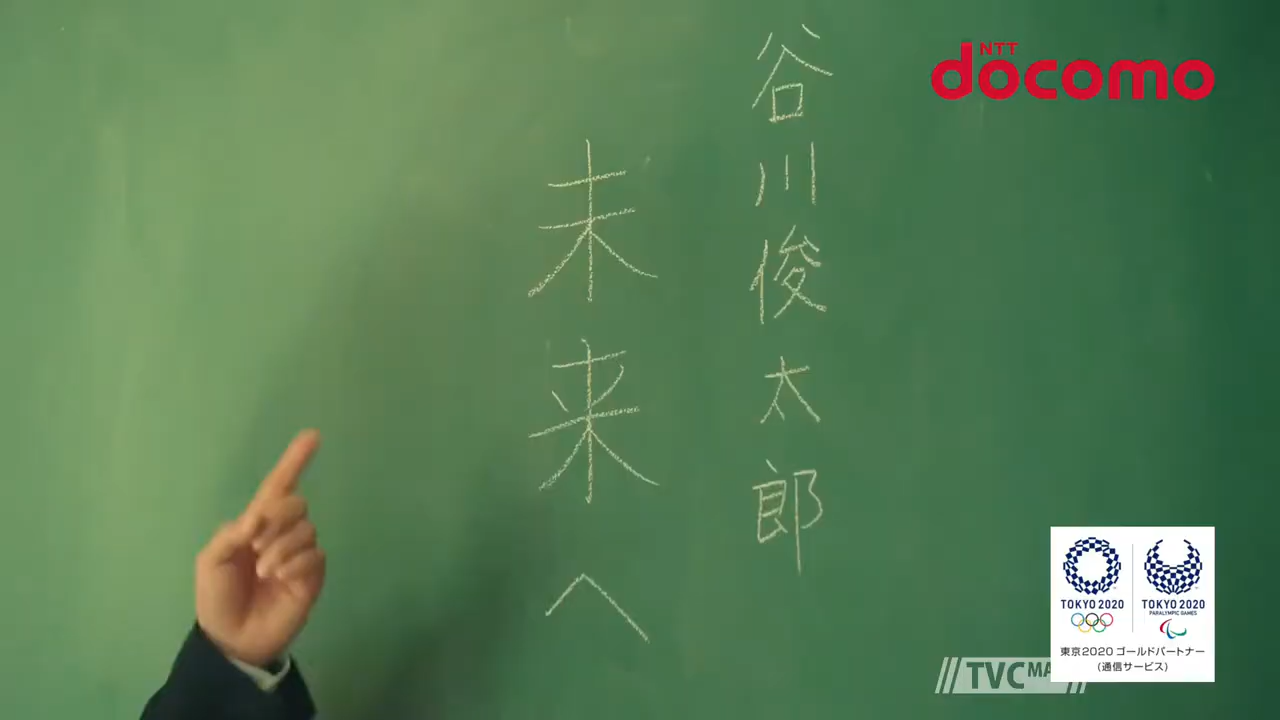 谷川俊太郎
未来へ
NTT
docomo
TOKYO 2020
TOKYO 2020
PARALYMPIC GAMES
東京2020 ゴールドパートナー
(通信サービス)
TVC